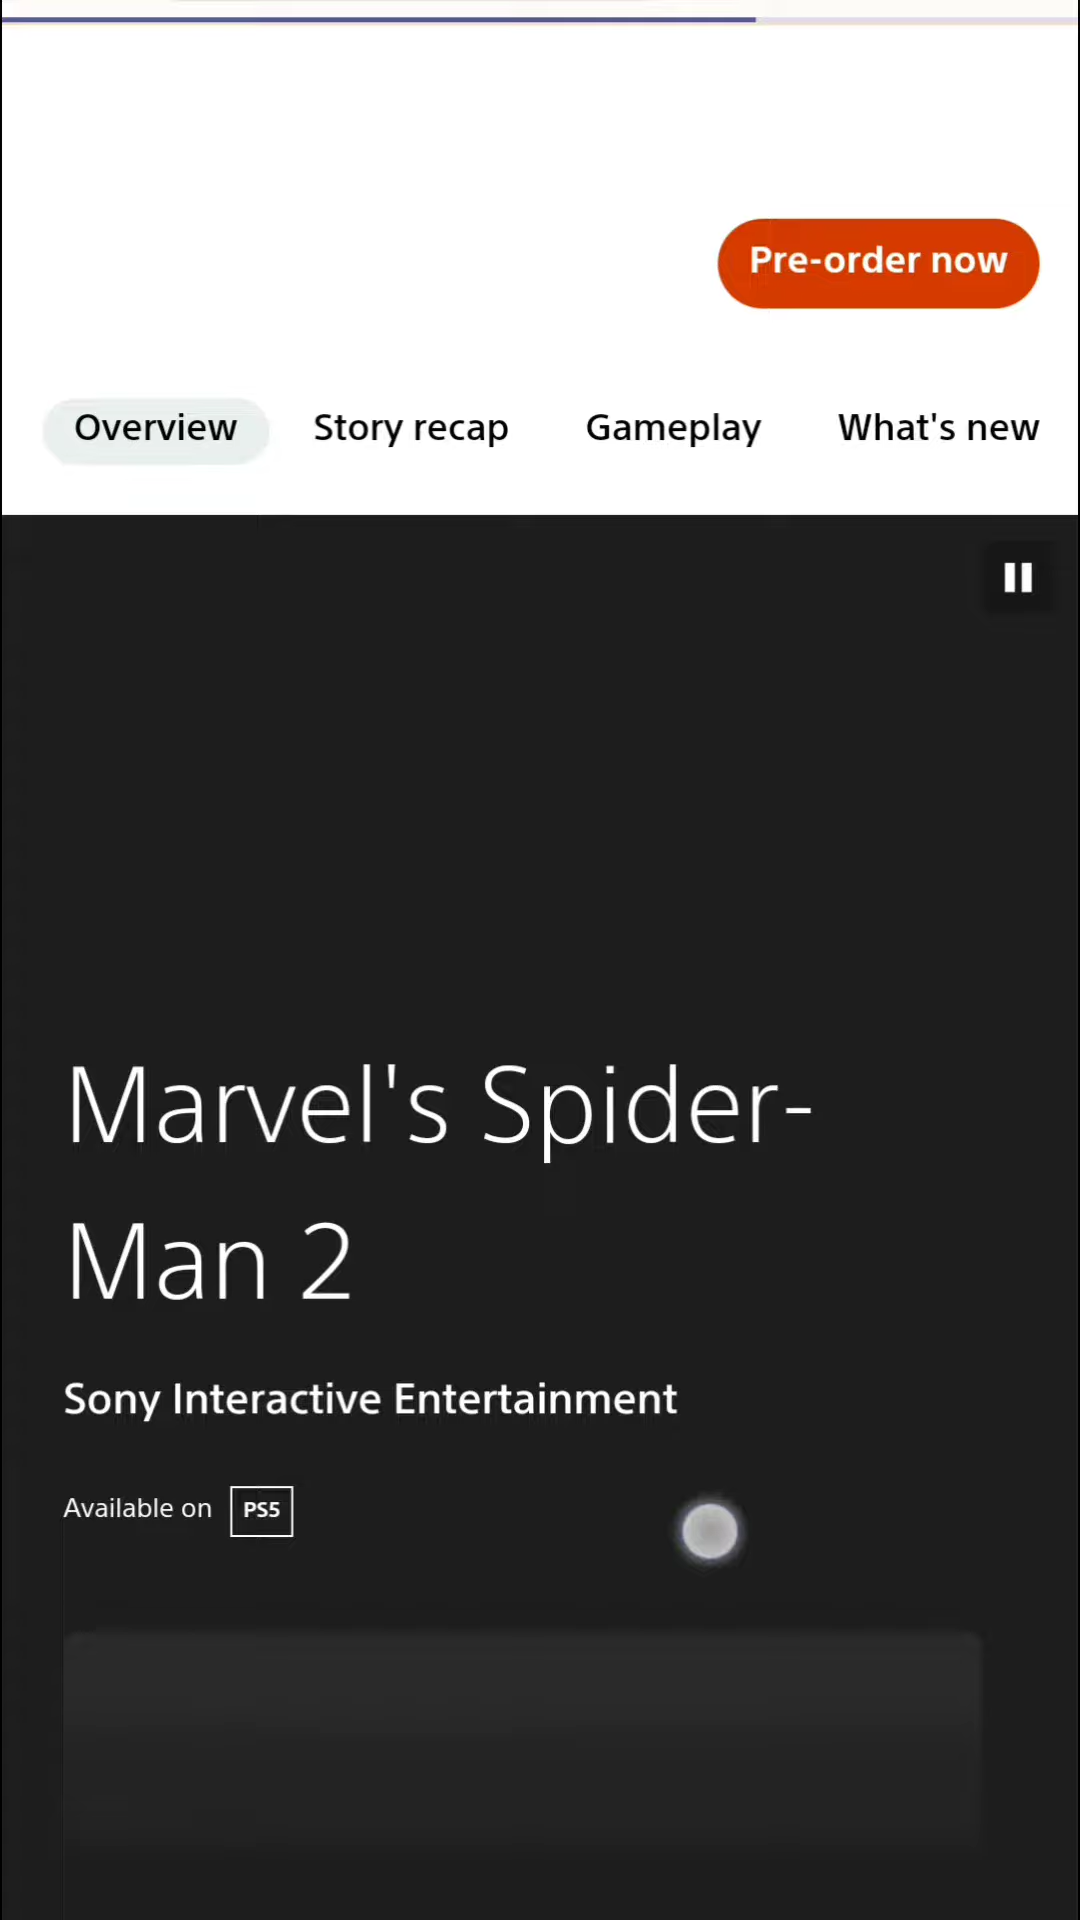 Pre-order now
Overview Story recap Gameplay What's new
Marvel's Spider-
Man 2
Sony Interactive Entertainment
Available on PS5